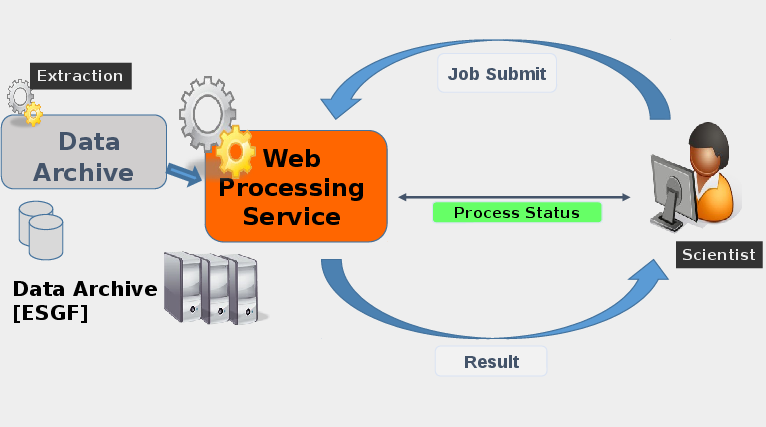 Extraction
Data
Archive
Job Submit
Web
Processing
Service
Process Status
Scientist
Data Archive
[ESGF]
Result